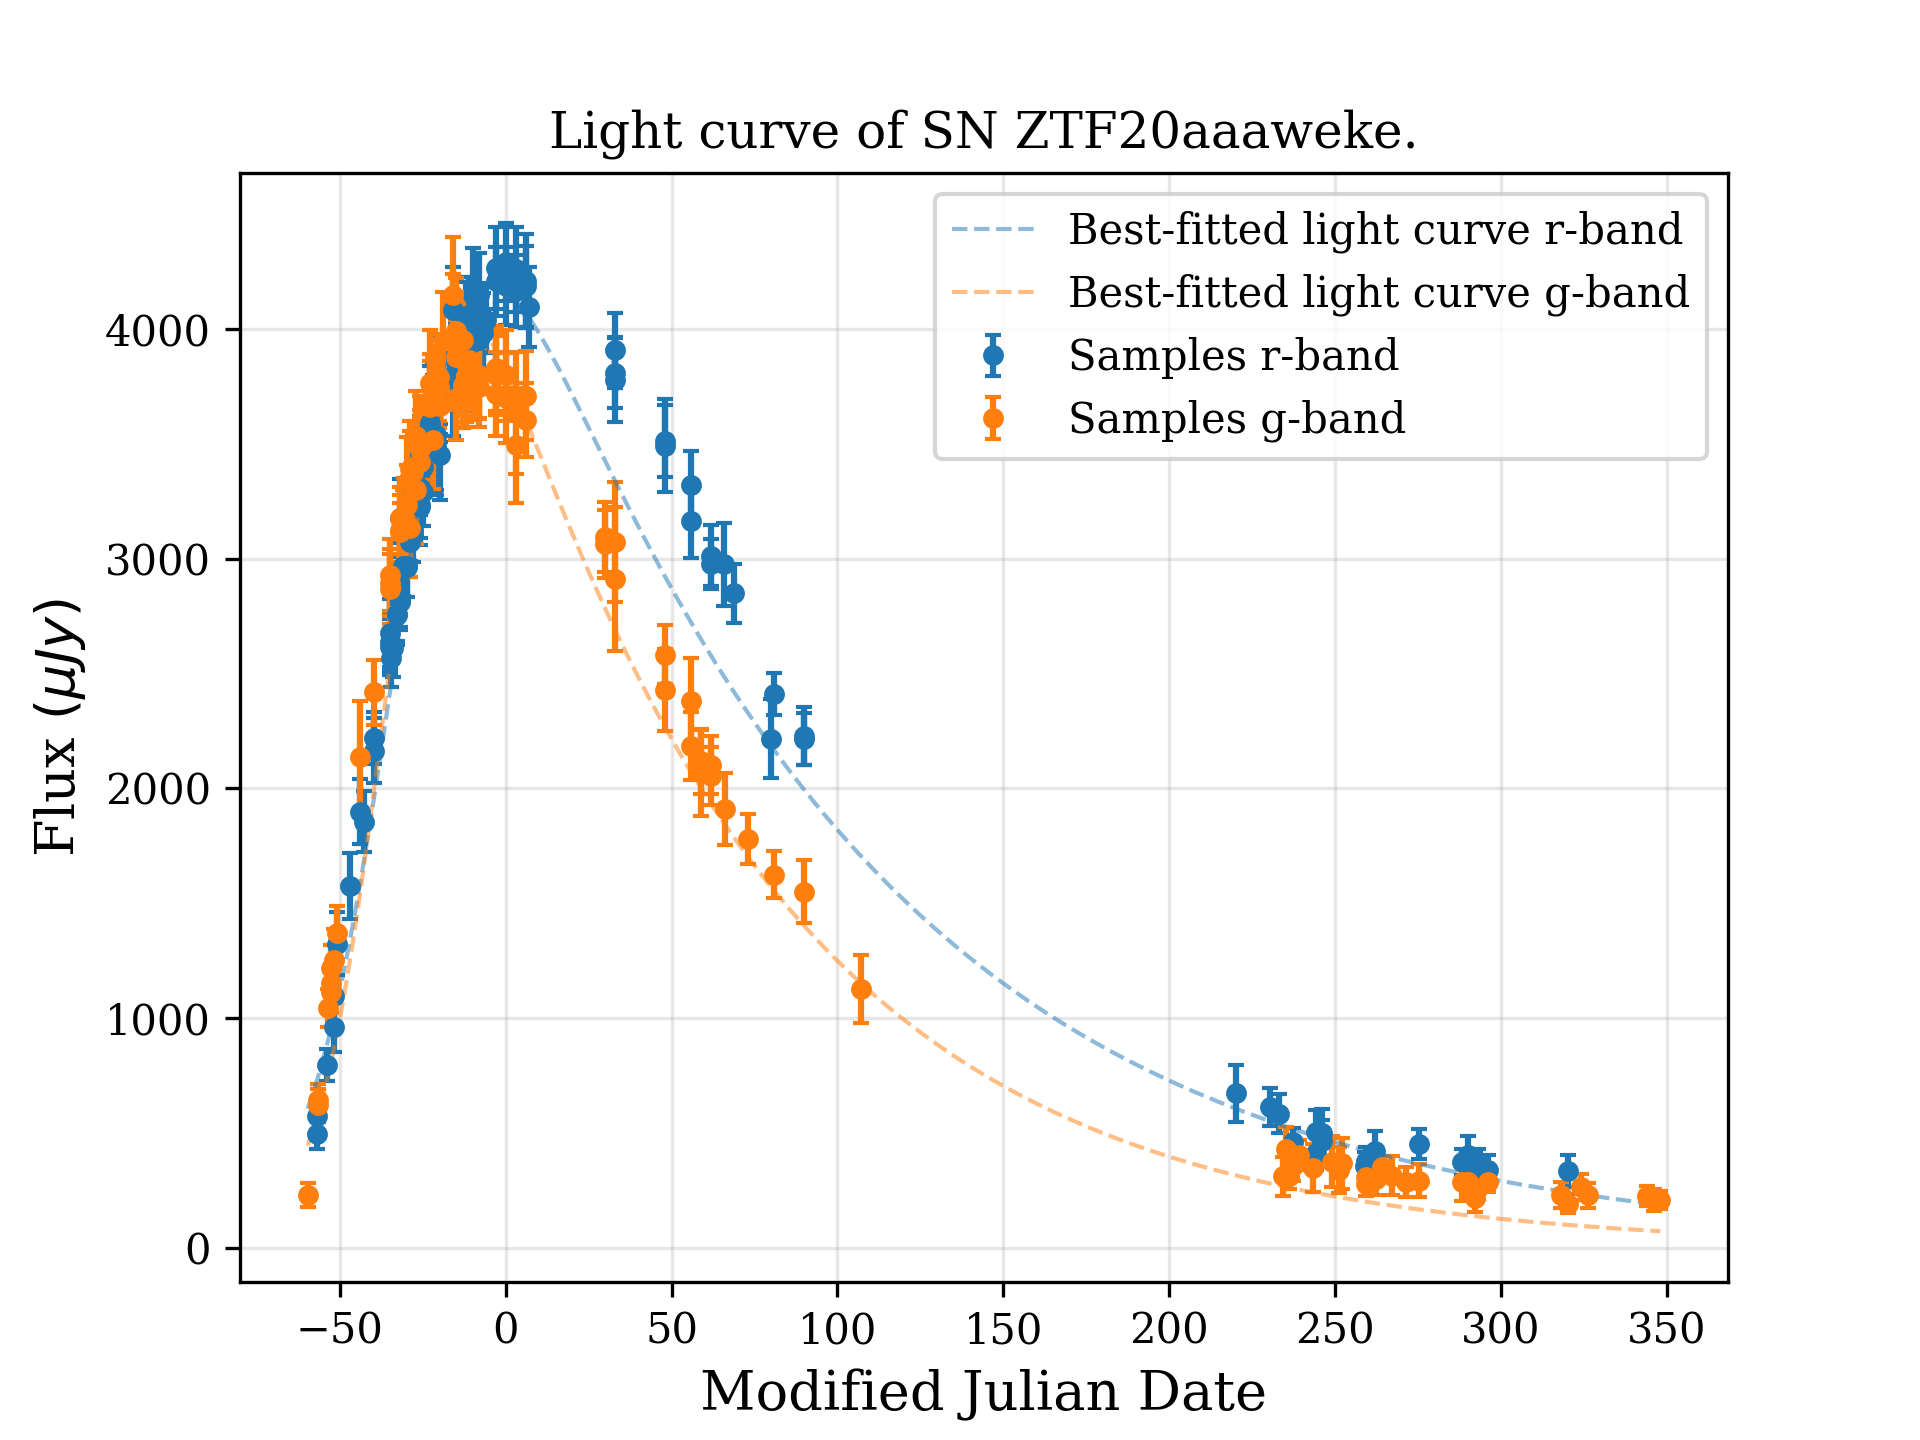 Light curve of SN ZTF20aaaweke.
Best-fitted light curve r-band
Best-fitted light curve g-band
Samples r-band
Samples g-band
4000
3000
2000
1000
0
Flux (μJy)
−50 0 50 100 150 200 250 300 350
Modified Julian Date